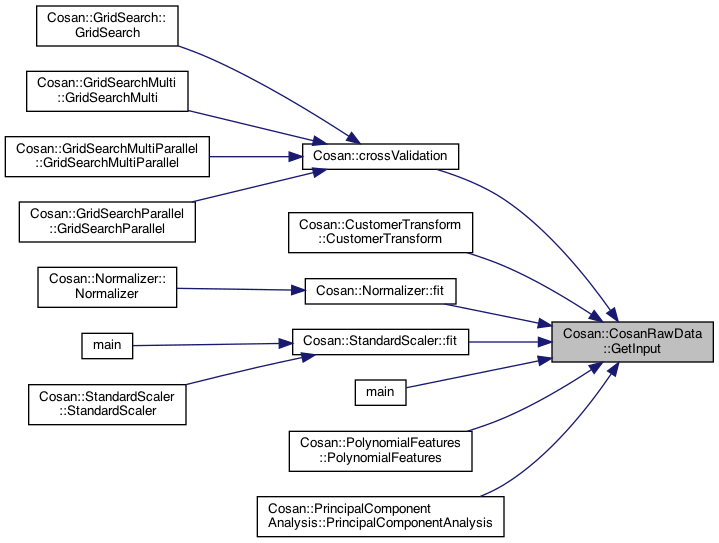 Cosan::GridSearch::
GridSearch
Cosan::GridSearchMulti
::GridSearchMulti
Cosan::GridSearchMultiParallel
::GridSearchMultiParallel
Cosan::GridSearchParallel
::GridSearchParallel
Cosan::crossValidation
Cosan::CustomerTransform
::CustomerTransform
Cosan::Normalizer::
Normalizer
Cosan::Normalizer::fit
Cosan::StandardScaler::fit
main
Cosan::StandardScaler
::StandardScaler
main
Cosan::PolynomialFeatures
::PolynomialFeatures
Cosan::PrincipalComponent
Analysis::PrincipalComponentAnalysis
Cosan::CosanRawData
::GetInput